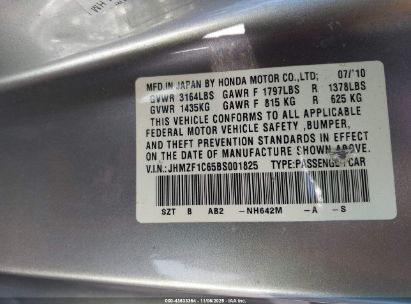 MFD.IN JAPAN BY HONDA MOTOR CO.,LTD; 07/'10
GVWR 3164LBS GAWR F 1797LBS R 1378LBS
GVWR 1435KG GAWR F 815 KG R 625 KG
THIS VEHICLE CONFORMS TO ALL APPLICABLE
FEDERAL MOTOR VEHICLE SAFETY ,BUMPER,
AND THEFT PREVENTION STANDARDS IN EFFECT
ON THE DATE OF MANUFACTURE SHOWN ABOVE.
V.I.N.:JHMZF1C65BS001825 TYPE:PASSENGER CAR
SZT B AB2 -NH642M -A -S